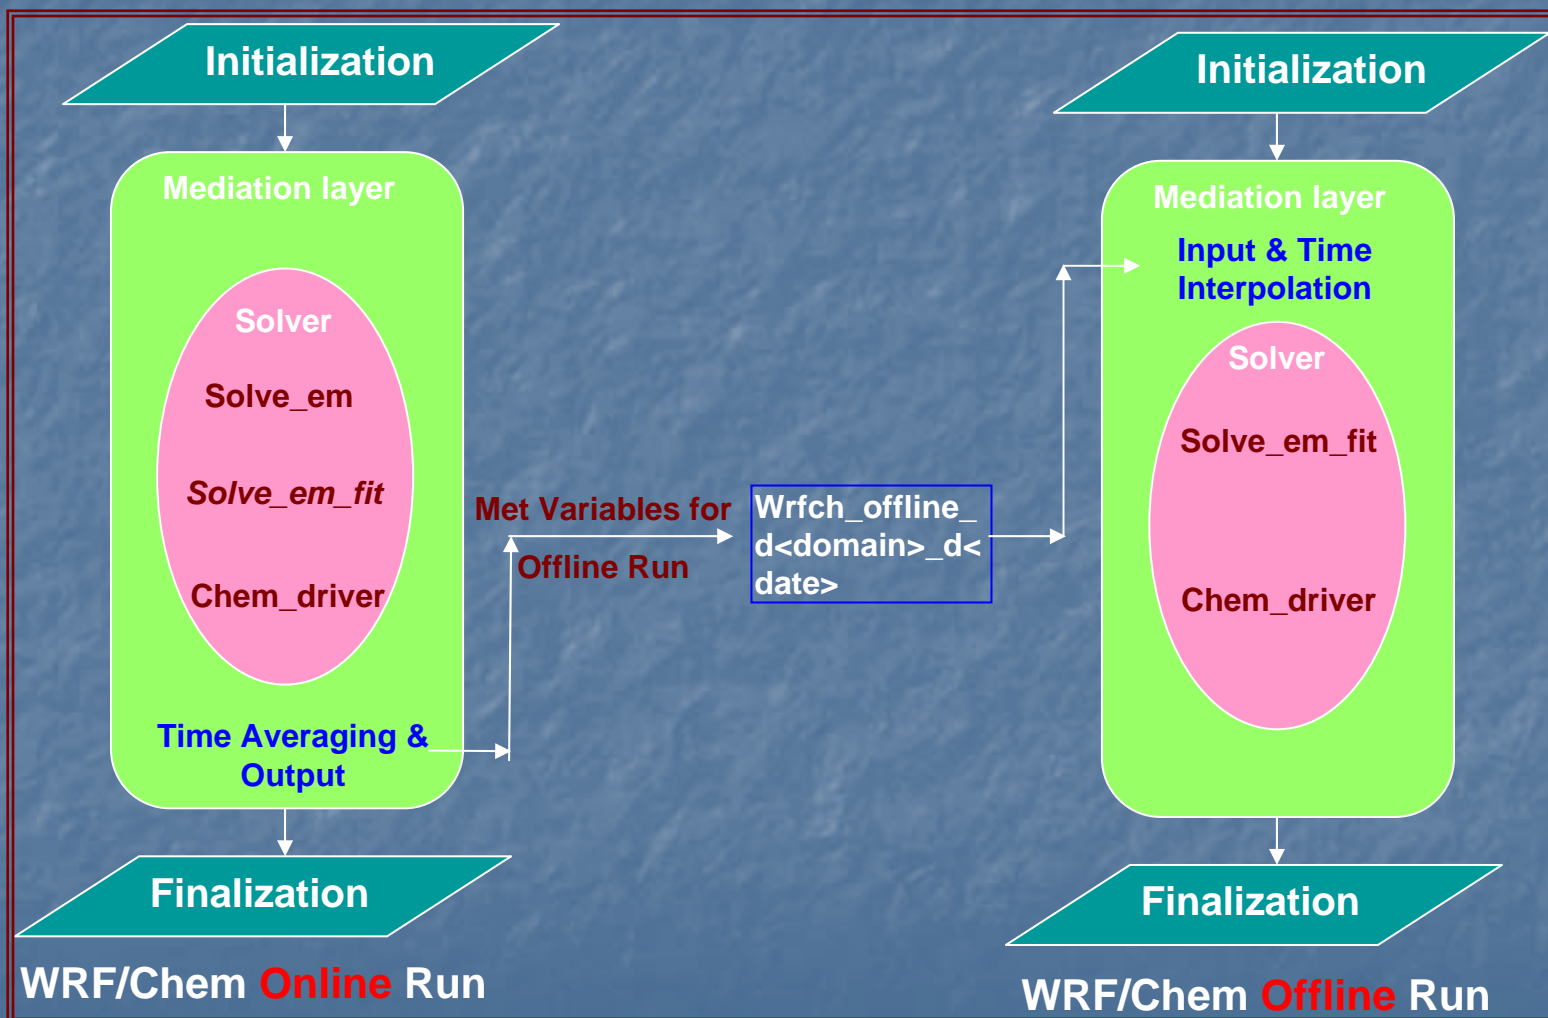 Initialization
Mediation layer
Solver
Solve_em
Solve_em_fit
Chem_driver
Time Averaging &
Output
Finalization
WRF/Chem Online Run
Met Variables for
Offline Run
Wrfch_offline_
d<domain>_d<
date>
Initialization
Mediation layer
Input & Time
Interpolation
Solver
Solve_em_fit
Chem_driver
Finalization
WRF/Chem Offline Run